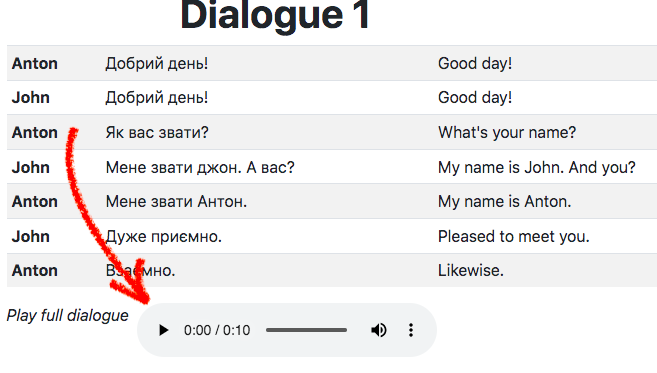 Dialogue 1
Anton Добрий день! Good day!
John Добрий день! Good day!
Anton Як вас звати? What's your name?
John Мене звати джон. А вас? My name is John. And you?
Anton Мене звати Антон. My name is Anton.
John Дуже приємно. Pleased to meet you.
Anton Взаємно. Likewise.
Play full dialogue 0:00 / 0:10